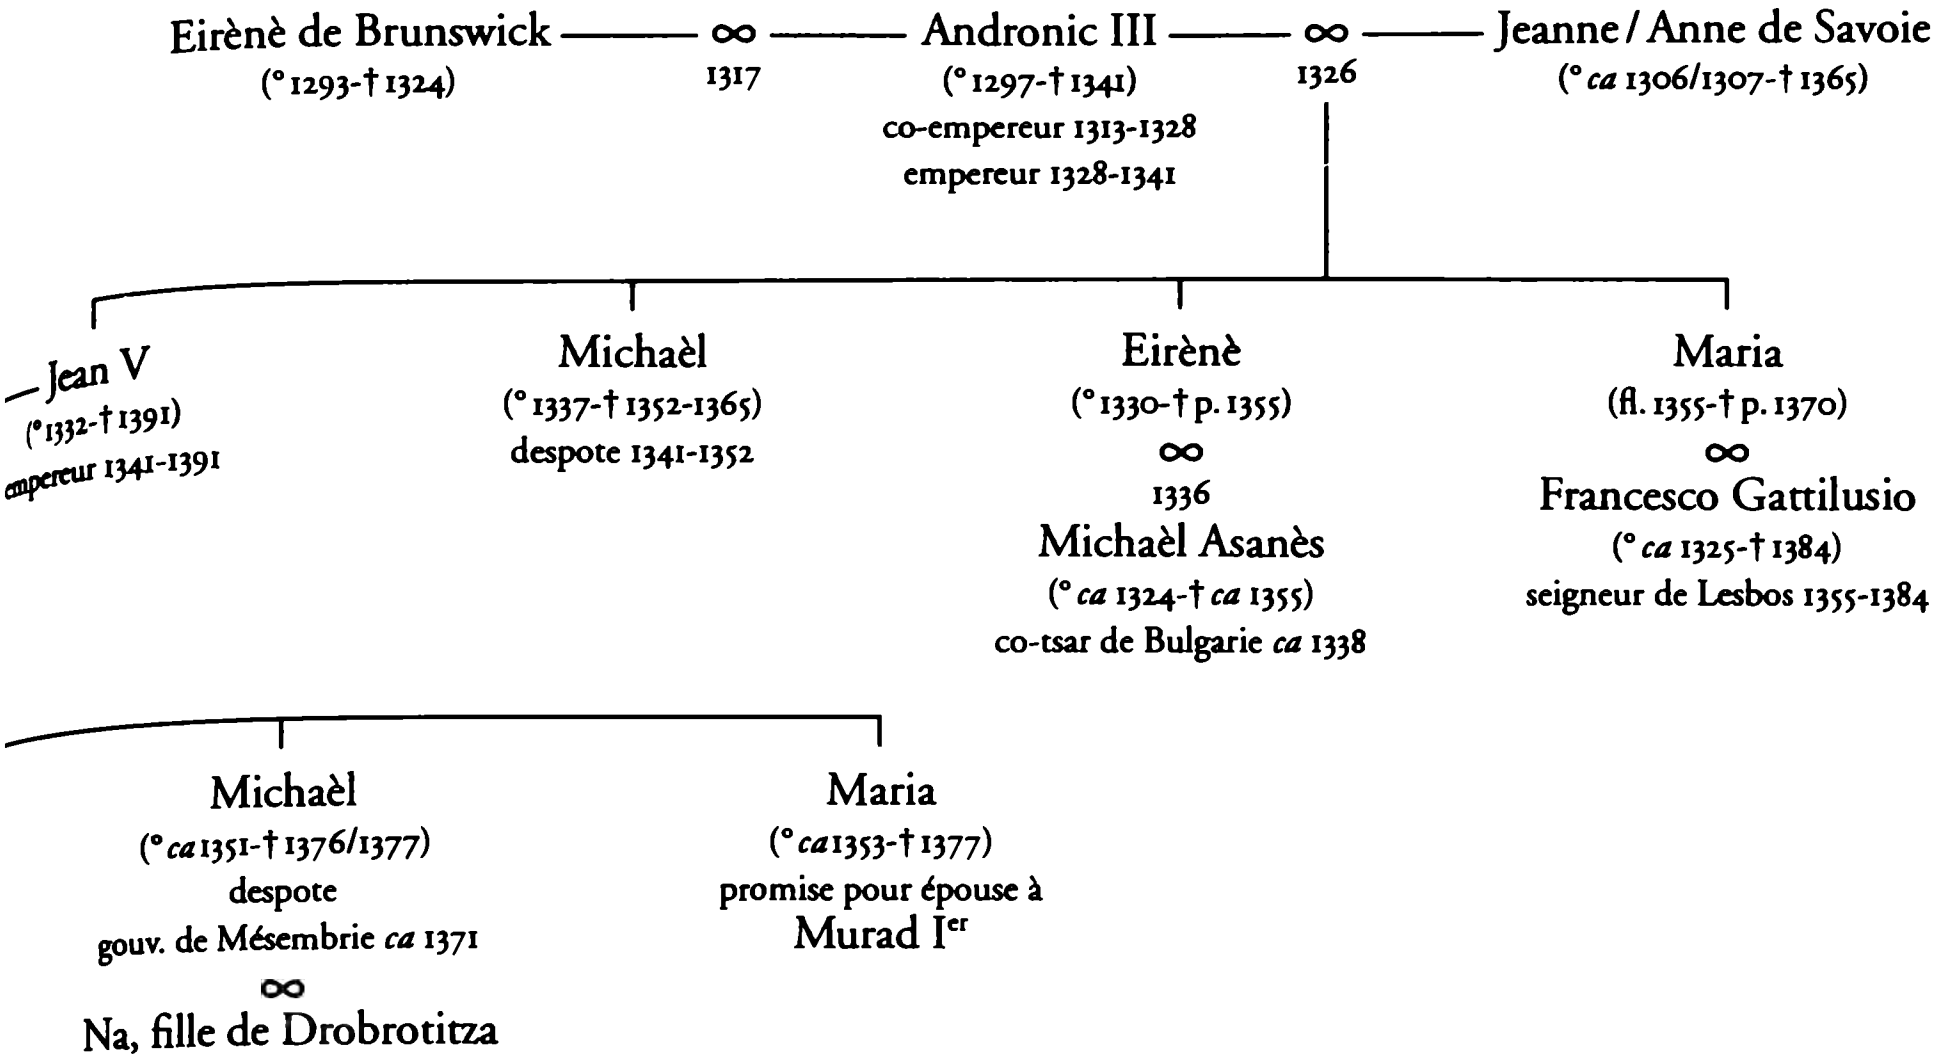 Eirènè de Brunswick ∞ Andronic III ∞ Jeanne / Anne de Savoie
(° 1293-† 1324) 1317 (° 1297-† 1341) 1326 (° ca 1306/1307-† 1365)
co-empereur 1313-1328
empereur 1328-1341
Jean V
(° 1332-† 1391)
empereur 1341-1391
Michaèl
(° 1337-† 1352-1365)
despote 1341-1352
Eirènè
(° 1330-† p. 1355)
∞
1336
Michaèl Asanès
(° ca 1324-† ca 1355)
co-tsar de Bulgarie ca 1338
Maria
(fl. 1355-† p. 1370)
∞
Francesco Gattilusio
(° ca 1325-† 1384)
seigneur de Lesbos 1355-1384
Michaèl
(° ca 1351-† 1376/1377)
despote
gouv. de Mésembrie ca 1371
∞
Na, fille de Drobrotitza
Maria
(° ca 1353-† 1377)
promise pour épouse à
Murad Ier